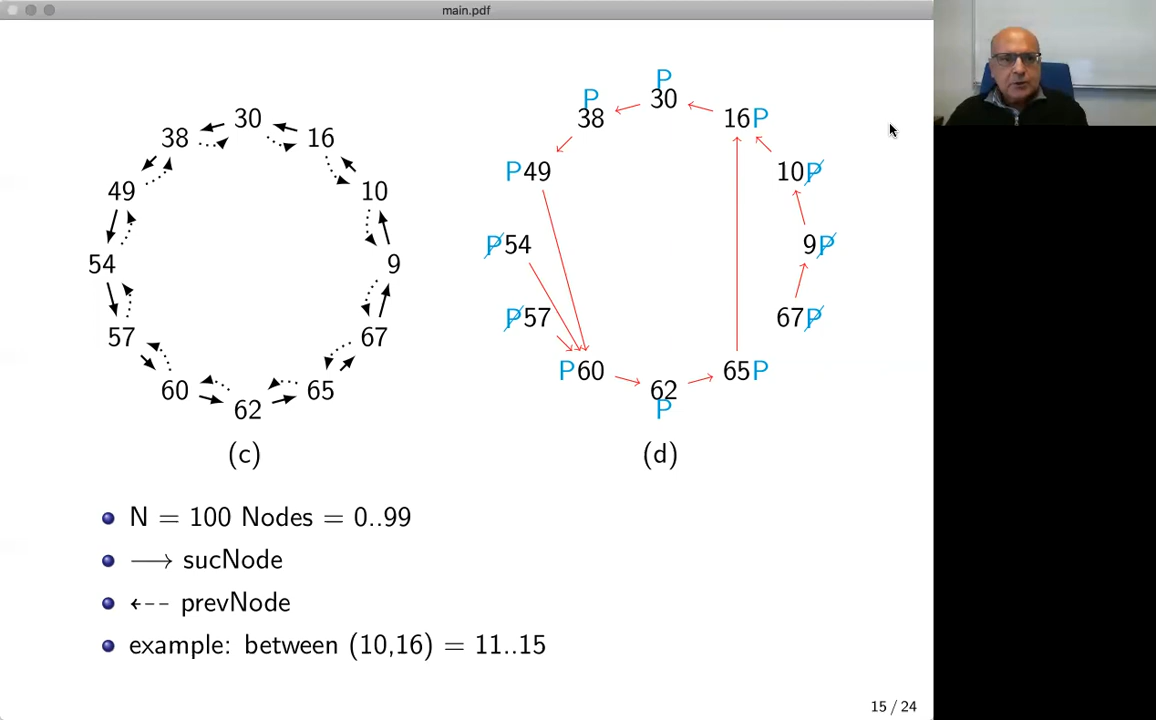 main.pdf
30
38 16
49 10
54 9
57 67
60 65
62
(c)
P
P 30
38 16P
P49 10P
P54 9P
P57 67P
P60 65P
62
P
(d)
N = 100 Nodes = 0..99
⟶ sucNode
⇠ prevNode
example: between (10,16) = 11..15
15 / 24